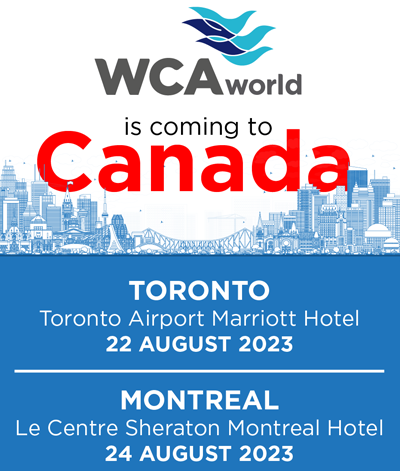 WCAworld
is coming to
Canada
TORONTO
Toronto Airport Marriott Hotel
22 AUGUST 2023
MONTREAL
Le Centre Sheraton Montreal Hotel
24 AUGUST 2023